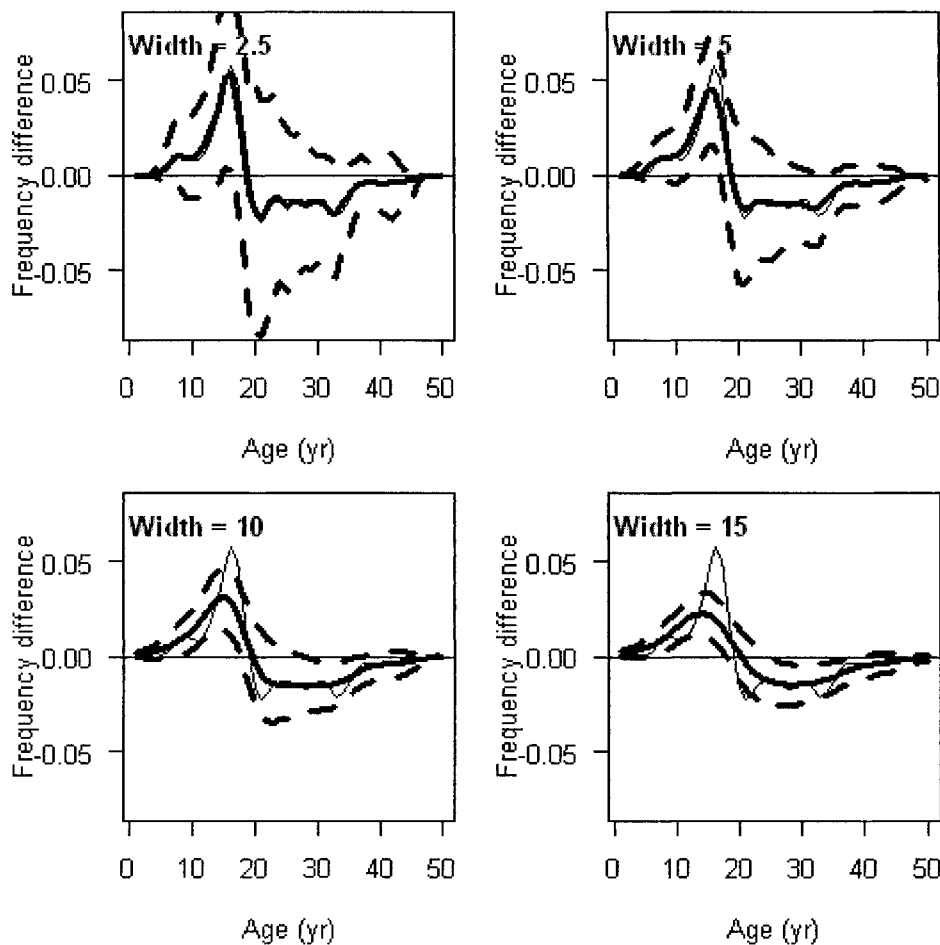 Width = 2.5
Frequency difference
0.05
0.00
-0.05
0 10 20 30 40 50
Age (yr)
Width = 5
Frequency difference
0.05
0.00
-0.05
0 10 20 30 40 50
Age (yr)
Width = 10
Frequency difference
0.05
0.00
-0.05
0 10 20 30 40 50
Age (yr)
Width = 15
Frequency difference
0.05
0.00
-0.05
0 10 20 30 40 50
Age (yr)